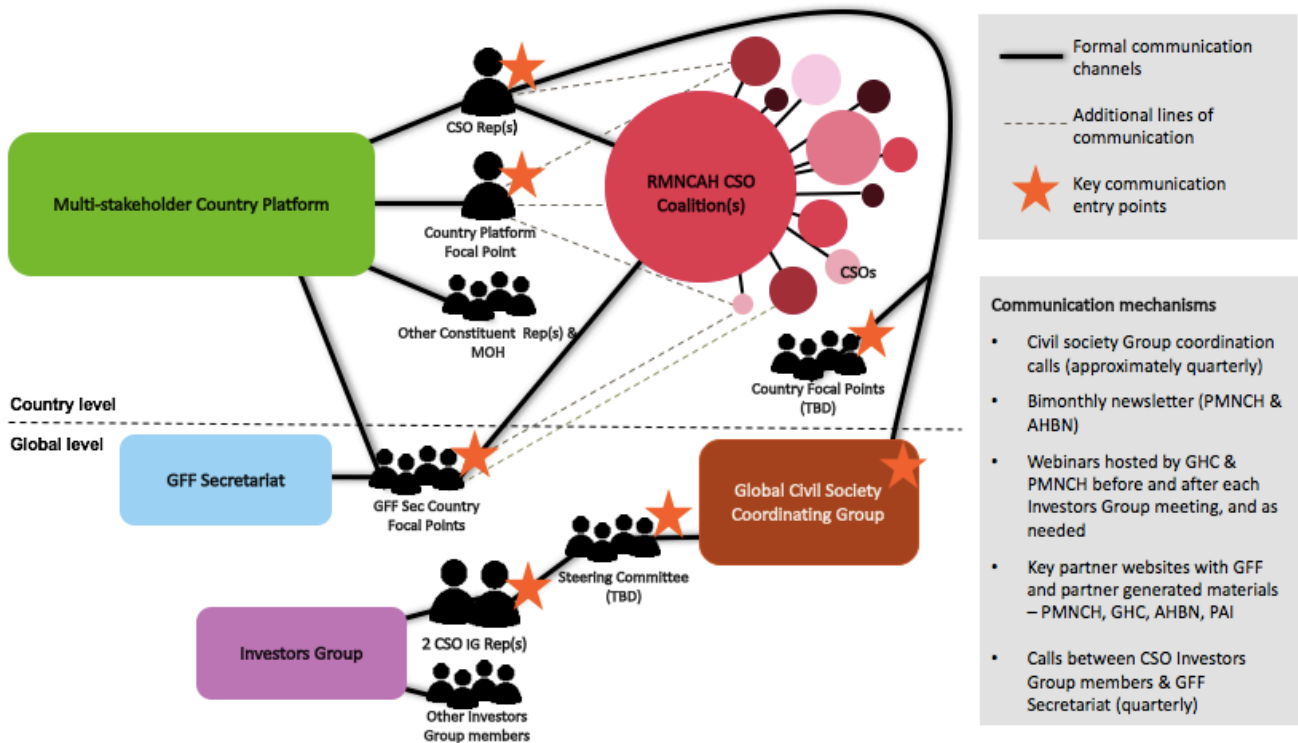 CSO Rep(s)
Multi-stakeholder Country Platform
Country Platform
Focal Point
Other Constituent Rep(s) &
MOH
RMNCAH CSO
Coalition(s)
CSOs
Country Focal Points
(TBD)
Country level
Global level
GFF Secretariat
GFF Sec Country
Focal Points
Global Civil Society
Coordinating Group
Steering Committee
(TBD)
Investors Group
2 CSO IG Rep(s)
Other Investors
Group members
Formal communication
channels
Additional lines of
communication
Key communication
entry points
Communication mechanisms
• Civil society Group coordination
calls (approximately quarterly)
• Bimonthly newsletter (PMNCH &
AHBN)
• Webinars hosted by GHC &
PMNCH before and after each
Investors Group meeting, and as
needed
• Key partner websites with GFF
and partner generated materials
– PMNCH, GHC, AHBN, PAI
• Calls between CSO Investors
Group members & GFF
Secretariat (quarterly)